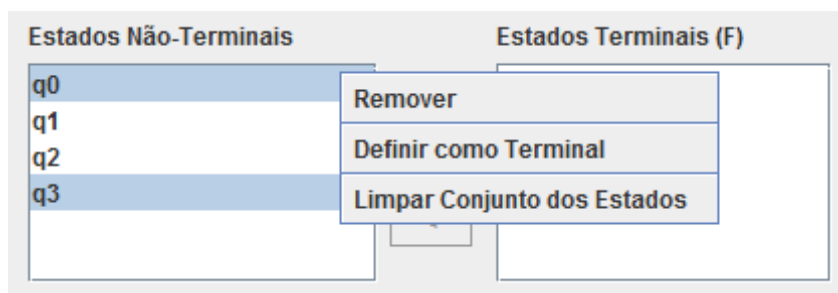 Estados Não-Terminais
Estados Terminais (F)
q0
q1
q2
q3
Remover
Definir como Terminal
Limpar Conjunto dos Estados